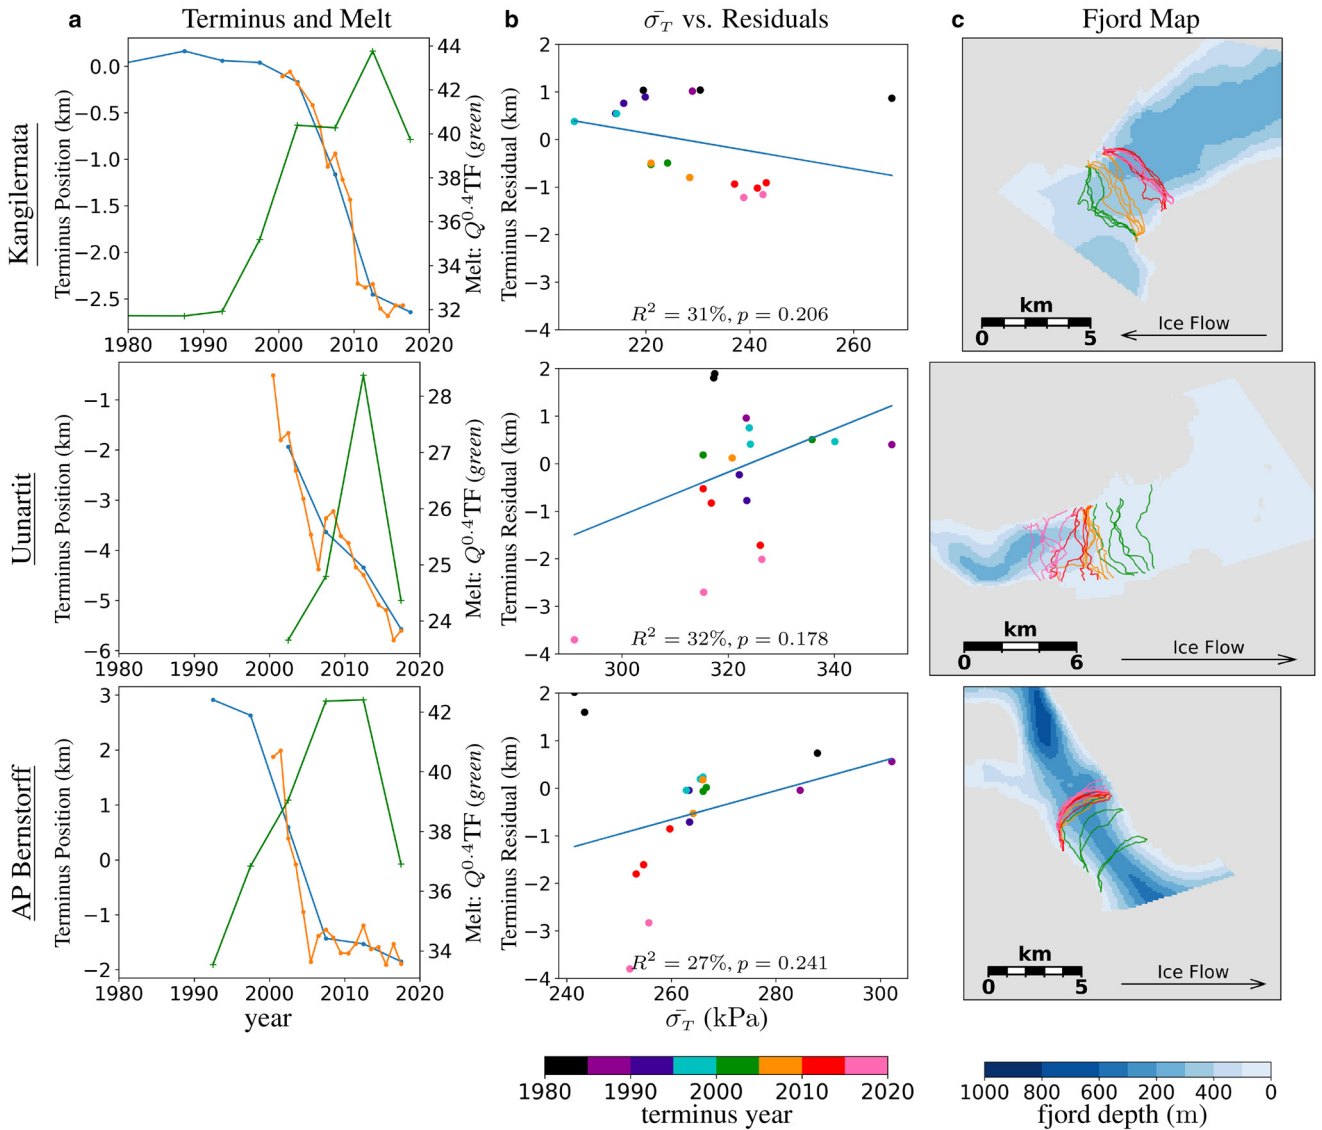 a Terminus and Melt
b σ̄_T vs. Residuals
c Fjord Map
Kangilernata
Terminus Position (km)
0.0
−0.5
−1.0
−1.5
−2.0
−2.5
1980 1990 2000 2010 2020
44
42
40
38
36
34
32
Melt: Q^0.4TF (green)
Terminus Residual (km)
2
1
0
−1
−2
−3
−4
R² = 31%, p = 0.206
220 240 260
km
0 5
Ice Flow
Uunartit
Terminus Position (km)
−1
−2
−3
−4
−5
−6
1980 1990 2000 2010 2020
28
27
26
25
24
Melt: Q^0.4TF (green)
Terminus Residual (km)
2
1
0
−1
−2
−3
−4
R² = 32%, p = 0.178
300 320 340
km
0 6
Ice Flow
AP Bernstorff
Terminus Position (km)
3
2
1
0
−1
−2
1980 1990 2000 2010 2020
year
42
40
38
36
34
Melt: Q^0.4TF (green)
Terminus Residual (km)
2
1
0
−1
−2
−3
−4
R² = 27%, p = 0.241
240 260 280 300
σ̄_T (kPa)
km
0 5
Ice Flow
1980 1990 2000 2010 2020
terminus year
1000 800 600 200 400 0
fjord depth (m)